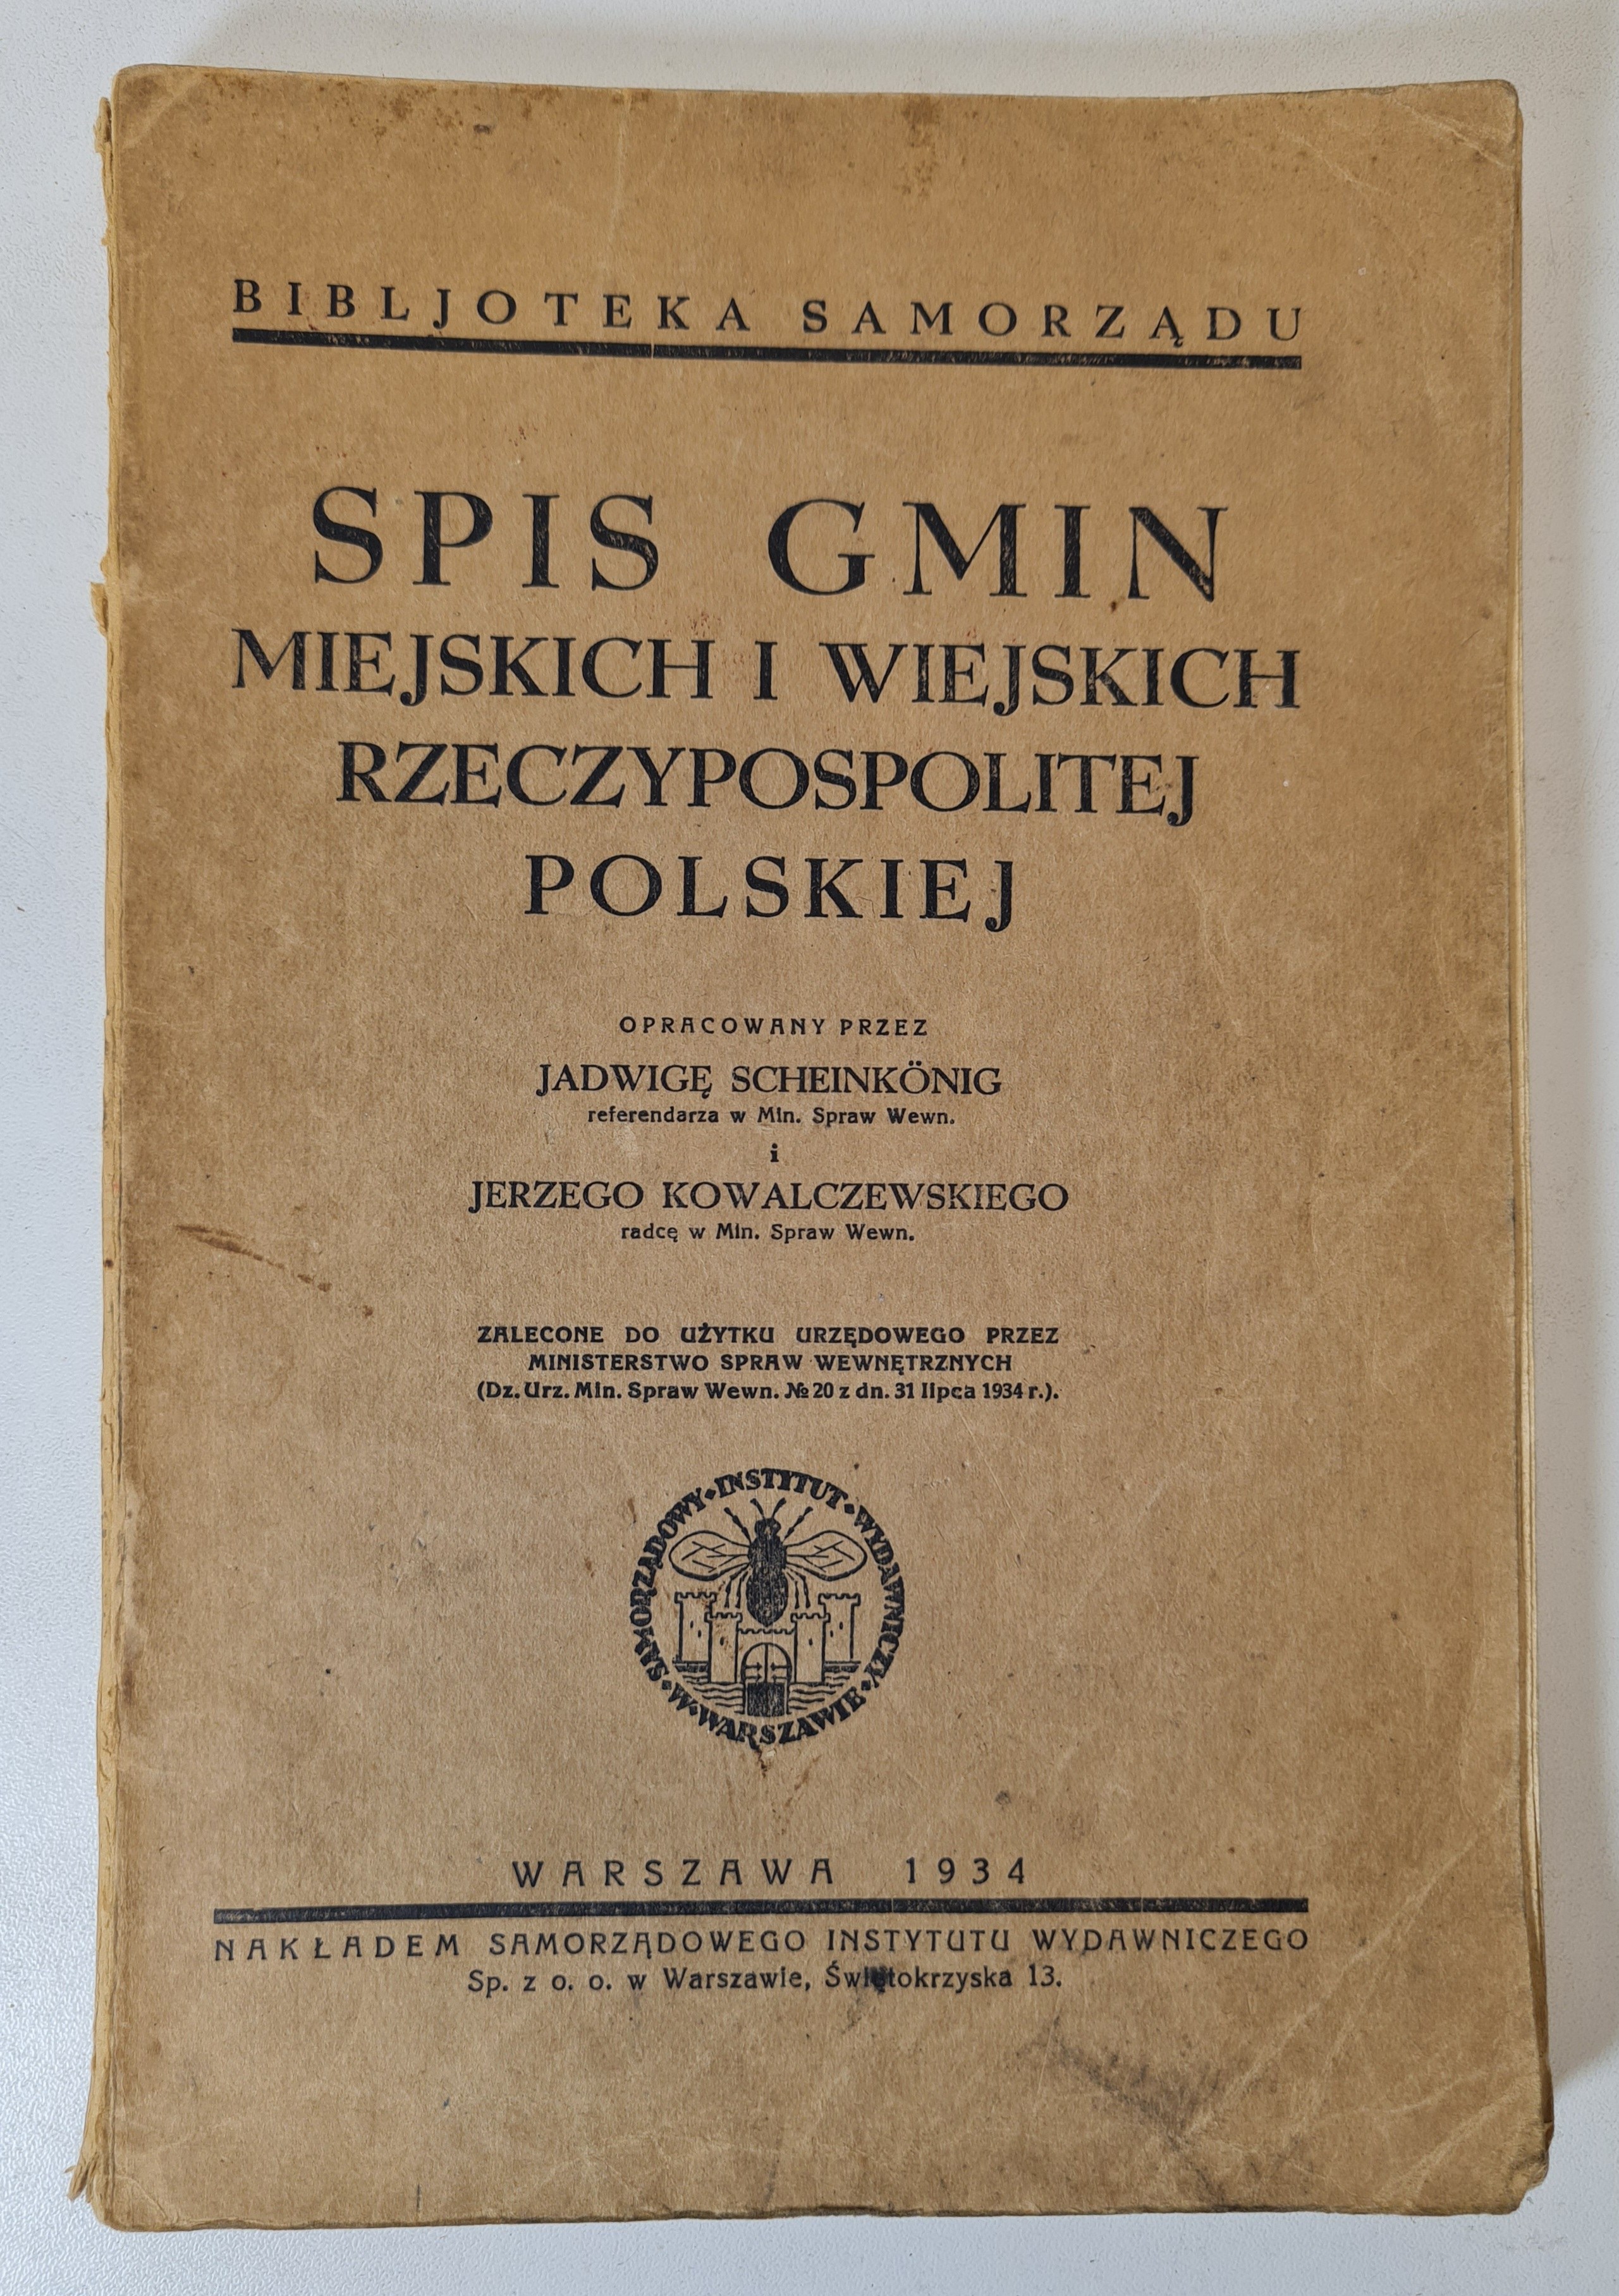 BIBLJOTEKA SAMORZĄDU
SPIS GMIN
MIEJSKICH I WIEJSKICH
RZECZYPOSPOLITEJ
POLSKIEJ
OPRACOWANY PRZEZ
JADWIGĘ SCHEINKÖNIG
referendarza w Min. Spraw Wewn.
i
JERZEGO KOWALCZEWSKIEGO
radcę w Min. Spraw Wewn.
ZALECONE DO UŻYTKU URZĘDOWEGO PRZEZ
MINISTERSTWO SPRAW WEWNĘTRZNYCH
(Dz. Urz. Min. Spraw Wewn. № 20 z dn. 31 lipca 1934 r.).
SAMORZĄDOWY • INSTYTUT • WYDAWNICZY • W • WARSZAWIE •
WARSZAWA 1934
NAKŁADEM SAMORZĄDOWEGO INSTYTUTU WYDAWNICZEGO
Sp. z o. o. w Warszawie, Świętokrzyska 13.